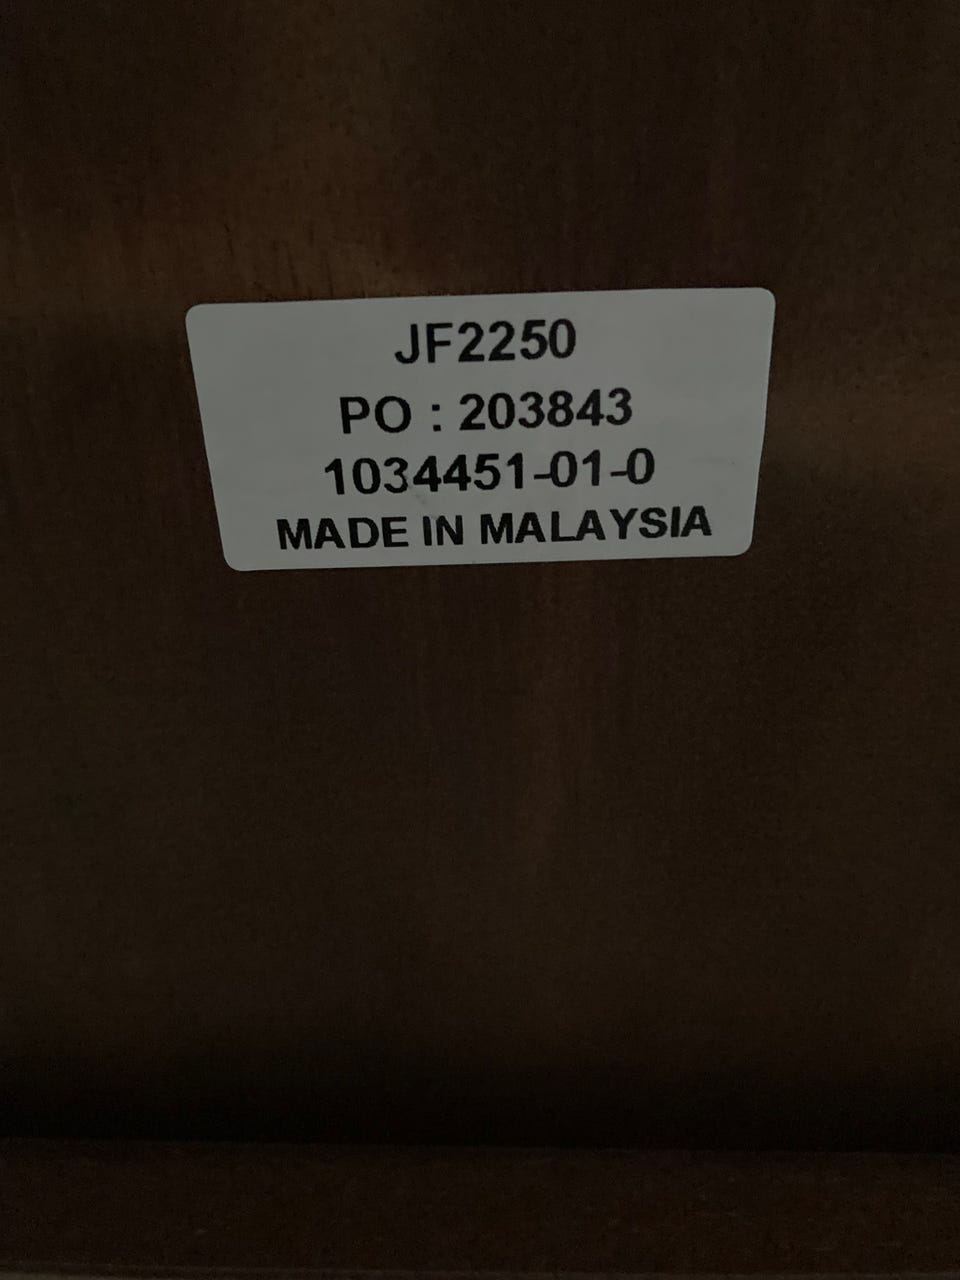 JF2250
PO : 203843
1034451-01-0
MADE IN MALAYSIA